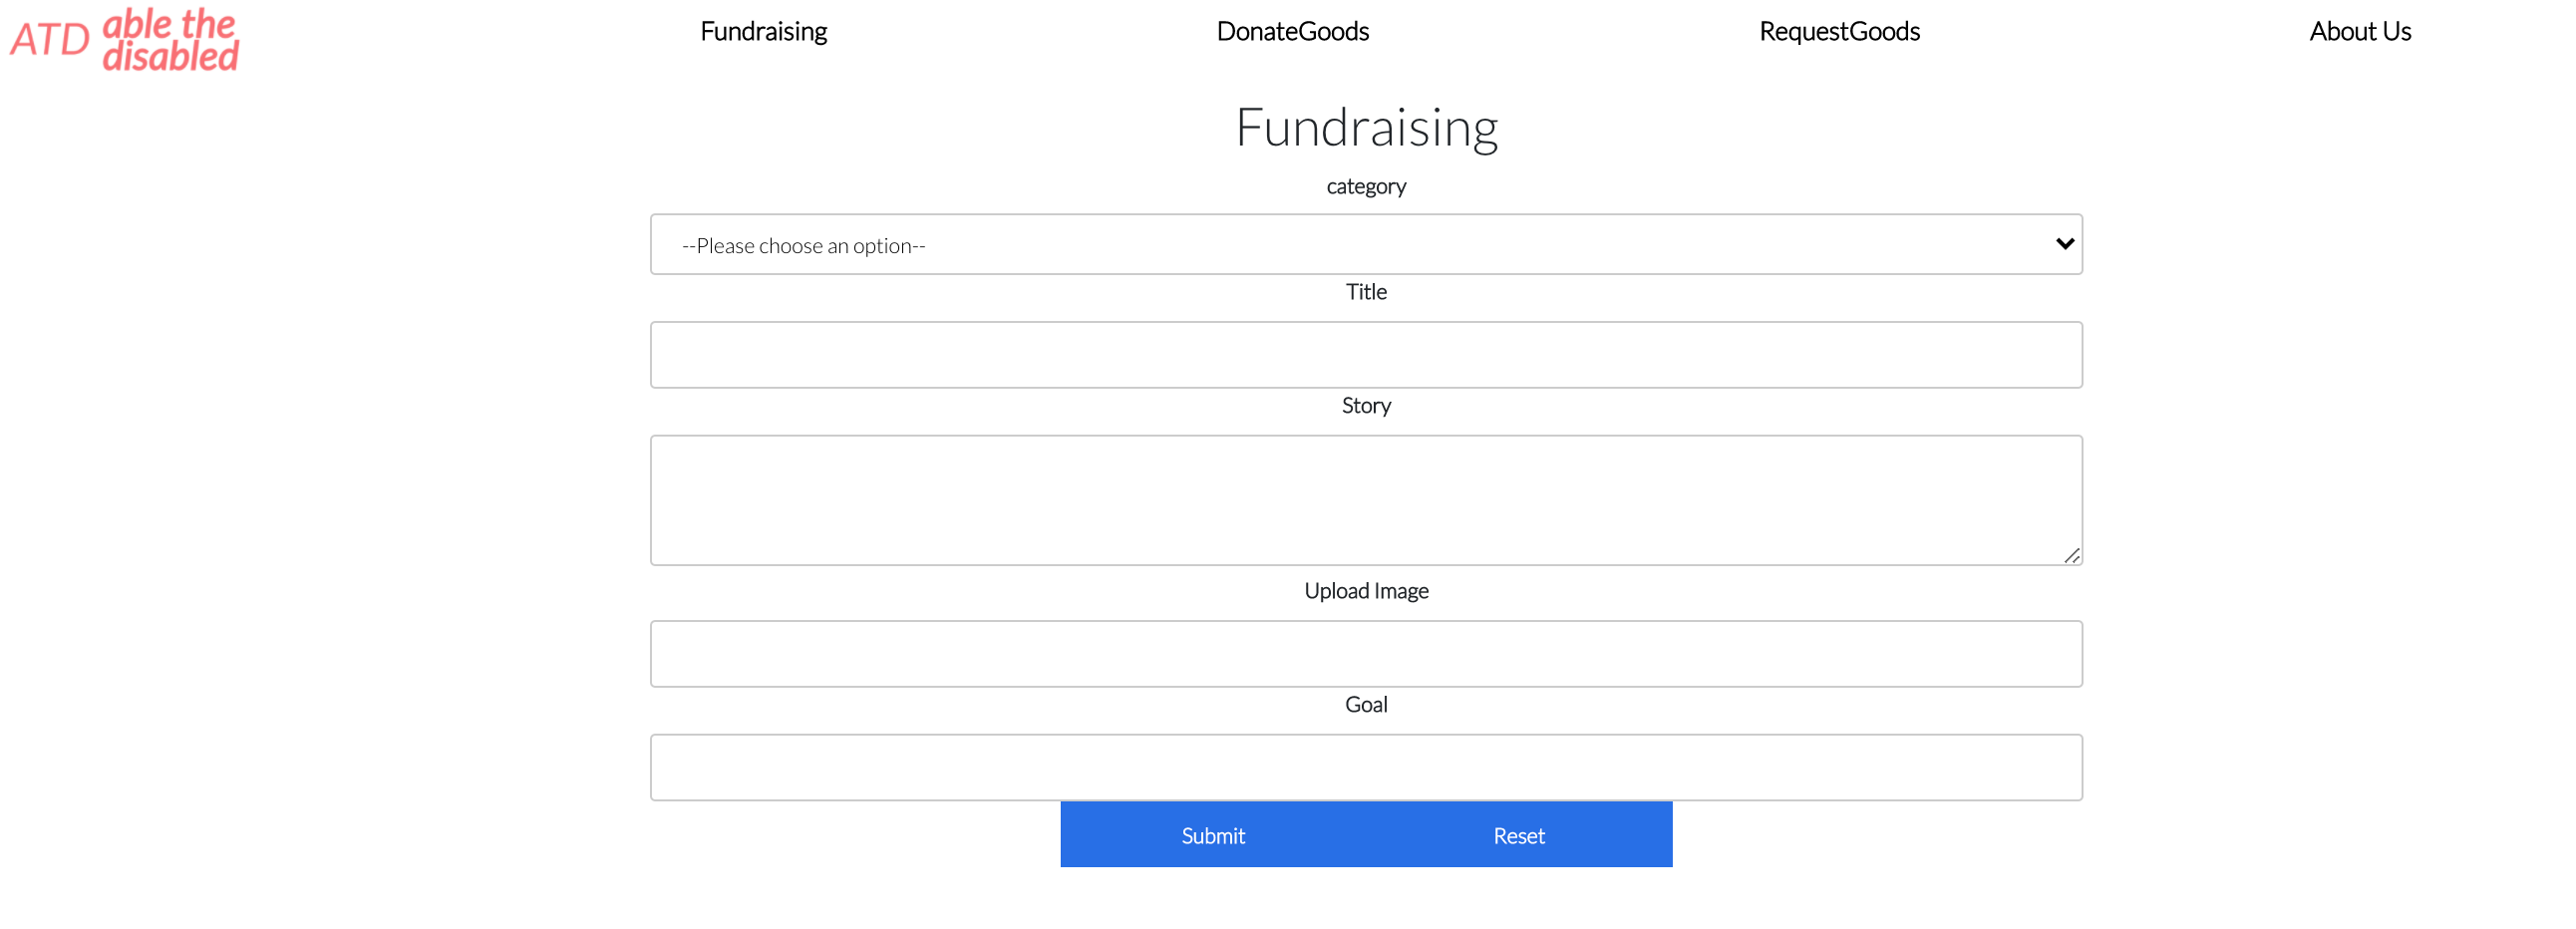 ATD able the disabled
Fundraising
DonateGoods
RequestGoods
About Us
Fundraising
category
--Please choose an option--
Title
Story
Upload Image
Goal
Submit
Reset